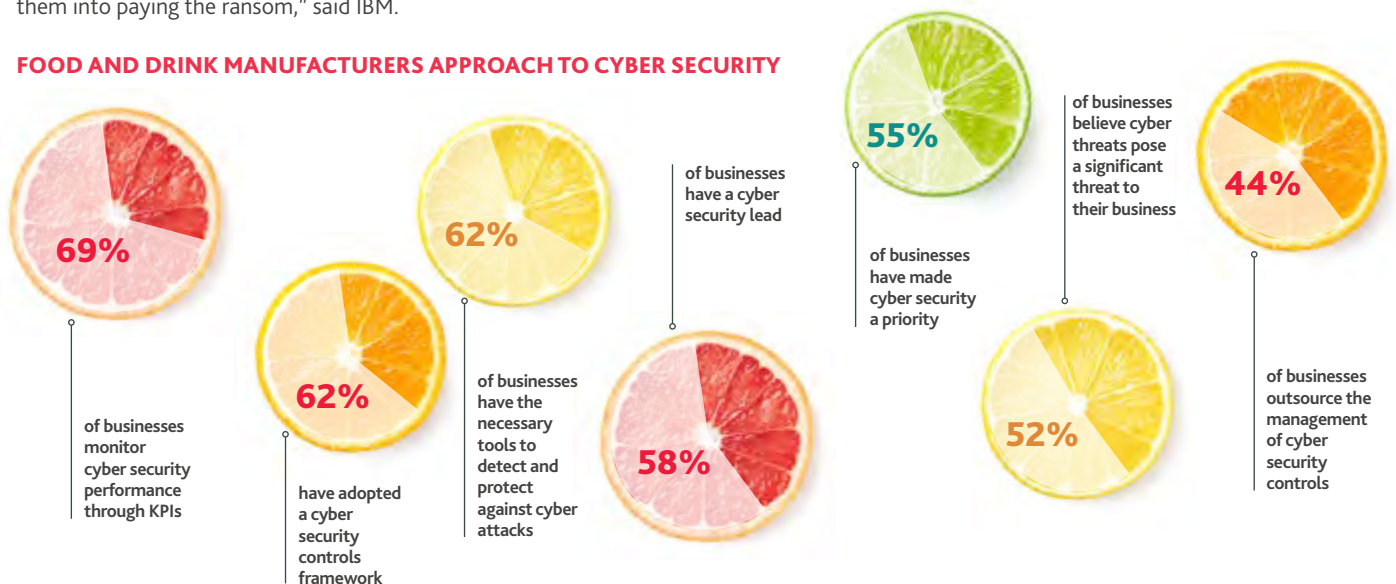 them into paying the ransom,” said IBM.
FOOD AND DRINK MANUFACTURERS APPROACH TO CYBER SECURITY
69%
of businesses
monitor
cyber security
performance
through KPIs
62%
have adopted
a cyber
security
controls
framework
62%
of businesses
have the
necessary
tools to
detect and
protect
against cyber
attacks
of businesses
have a cyber
security lead
58%
55%
of businesses
have made
cyber security
a priority
of businesses
believe cyber
threats pose
a significant
threat to
their business
52%
44%
of businesses
outsource the
management
of cyber
security
controls